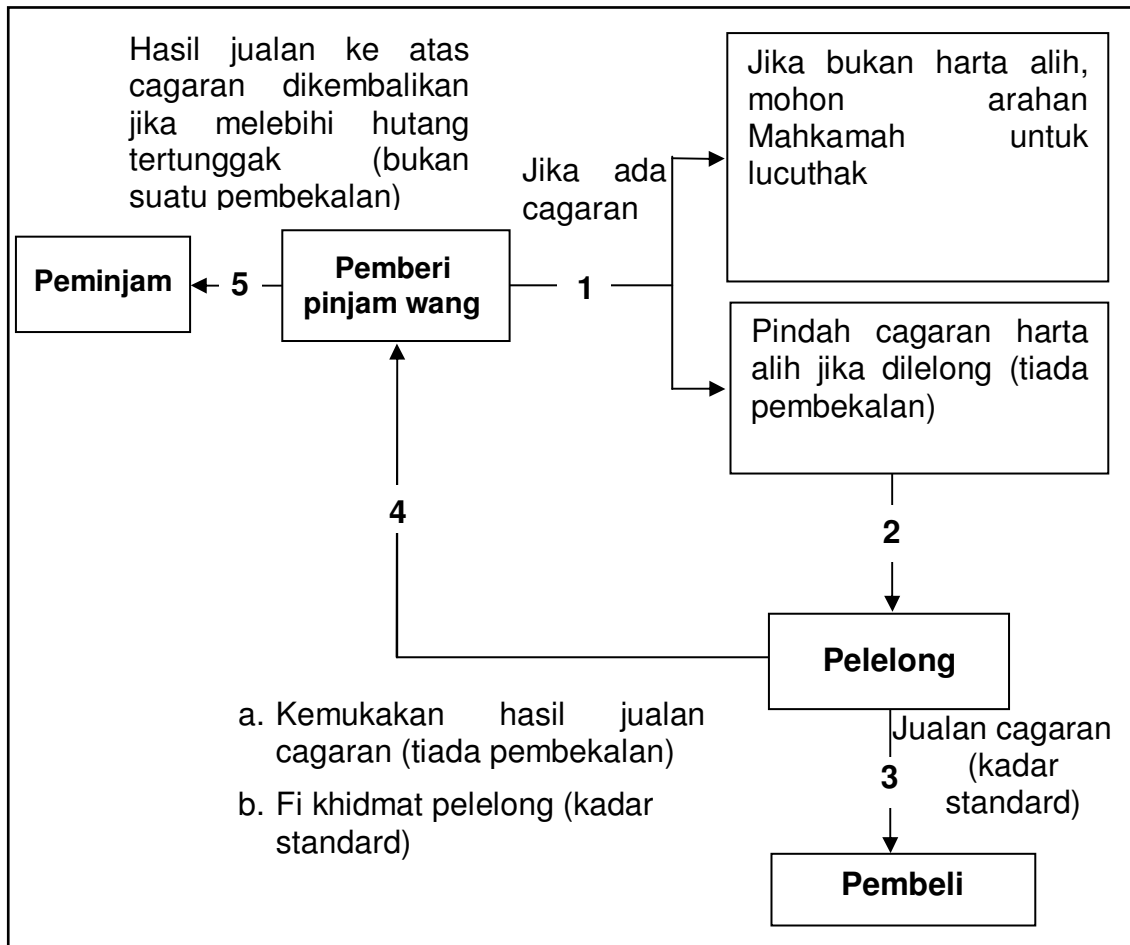 Hasil jualan ke atas
cagaran dikembalikan
jika melebihi hutang
tertunggak (bukan
suatu pembekalan)
Jika ada
cagaran
Jika bukan harta alih,
mohon arahan
Mahkamah untuk
lucuthak
Peminjam
5
Pemberi
pinjam wang
1
Pindah cagaran harta
alih jika dilelong (tiada
pembekalan)
4
2
Pelelong
a. Kemukakan hasil jualan
cagaran (tiada pembekalan)
b. Fi khidmat pelelong (kadar
standard)
Jualan cagaran
(kadar
standard)
3
Pembeli